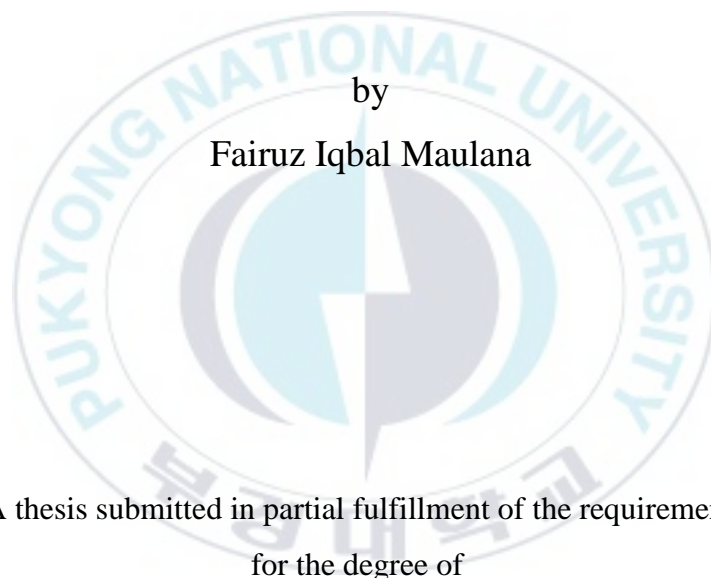 PUKYONG NATIONAL UNIVERSITY
by
Fairuz Iqbal Maulana
부경대학교
thesis submitted in partial fulfillment of the requiremen
for the degree of